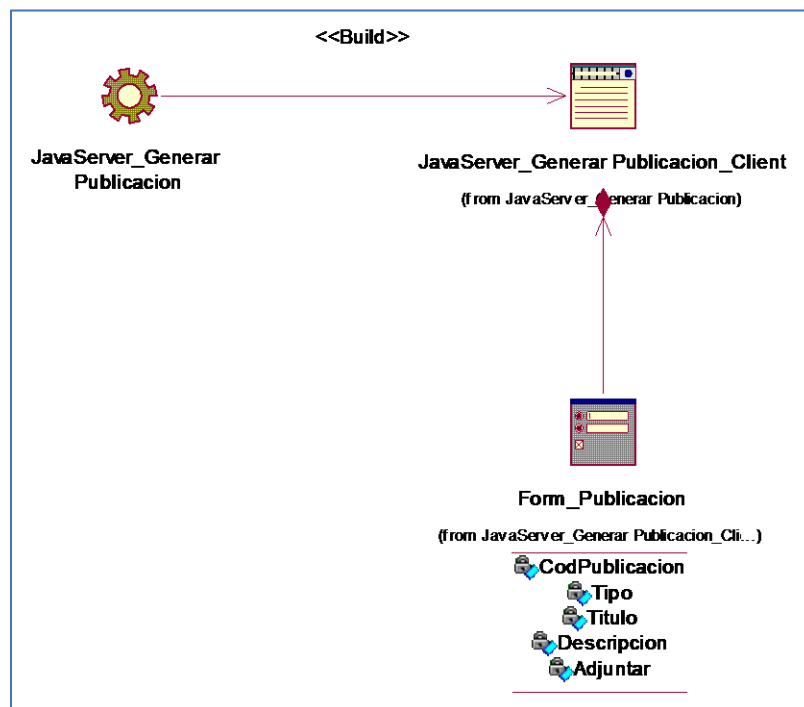 <<Build>>
JavaServer_Generar
Publicacion
JavaServer_Generar Publicacion_Client
(from JavaServer_Generar Publicacion)
Form_Publicacion
(from JavaServer_Generar Publicacion_Cli...)
CodPublicacion
Tipo
Titulo
Descripcion
Adjuntar